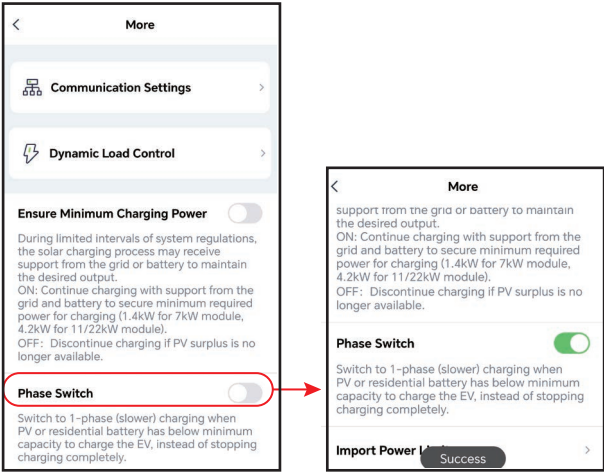 More
Communication Settings
Dynamic Load Control
Ensure Minimum Charging Power
During limited intervals of system regulations,
the solar charging process may receive
support from the grid or battery to maintain
the desired output.
ON: Continue charging with support from the
grid and battery to secure minimum required
power for charging (1.4kW for 7kW module,
4.2kW for 11/22kW module).
OFF: Discontinue charging if PV surplus is no
longer available.
Phase Switch
Switch to 1-phase (slower) charging when
PV or residential battery has below minimum
capacity to charge the EV, instead of stopping
charging completely.
More
support from the grid or battery to maintain
the desired output.
ON: Continue charging with support from the
grid and battery to secure minimum required
power for charging (1.4kW for 7kW module,
4.2kW for 11/22kW module).
OFF: Discontinue charging if PV surplus is no
longer available.
Phase Switch
Switch to 1-phase (slower) charging when
PV or residential battery has below minimum
capacity to charge the EV, instead of stopping
charging completely.
Import Power
Success